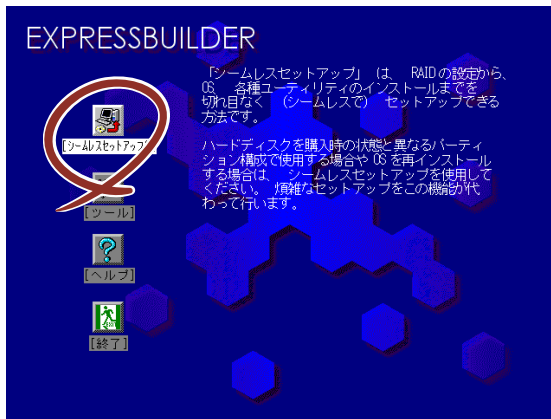 EXPRESSBUILDER
「シームレスセットアップ」 は、 RAIDの設定から、
OS、各種ユーティリティのインストールまでを
切れ目なく （シームレスで） セットアップできる
方法です。
ハードディスクを購入時の状態と異なるパーティ
ション構成で使用する場合や OSを再インストール
する場合は、 シームレスセットアップを使用して
ください。 煩雑なセットアップをこの機能が代
わって行います。
[シームレスセットアップ]
[ツール]
[ヘルプ]
[終了]